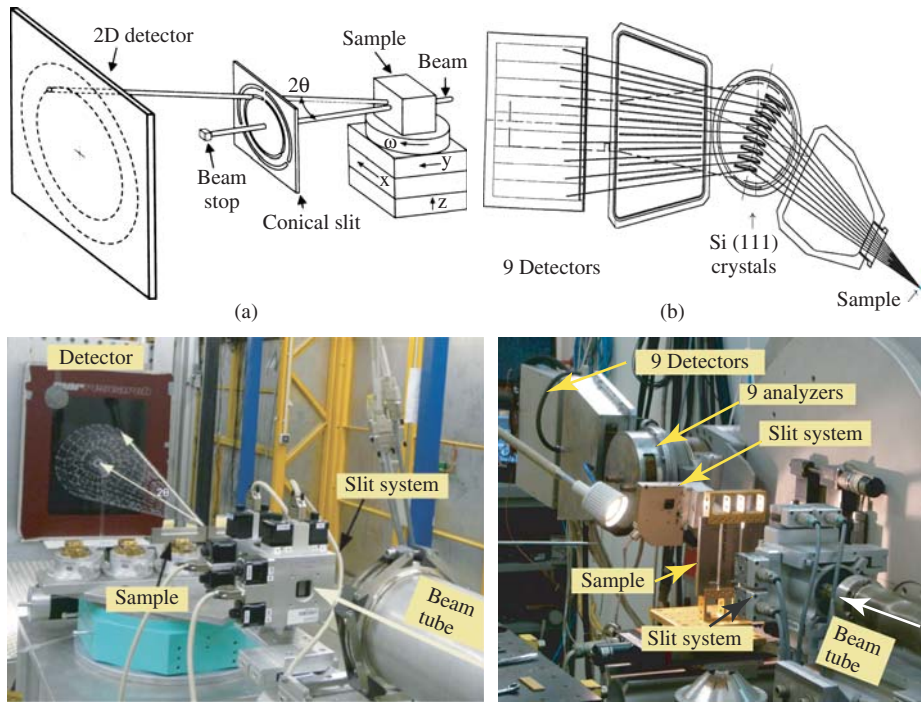 2D detector
Sample
Beam
2θ
ω
y
x
z
Beam
stop
Conical slit
(a)
9 Detectors
Si (111)
crystals
Sample
(b)
Detector
2θ
Slit system
Sample
Beam
tube
9 Detectors
9 analyzers
Slit system
Sample
Slit system
Beam
tube